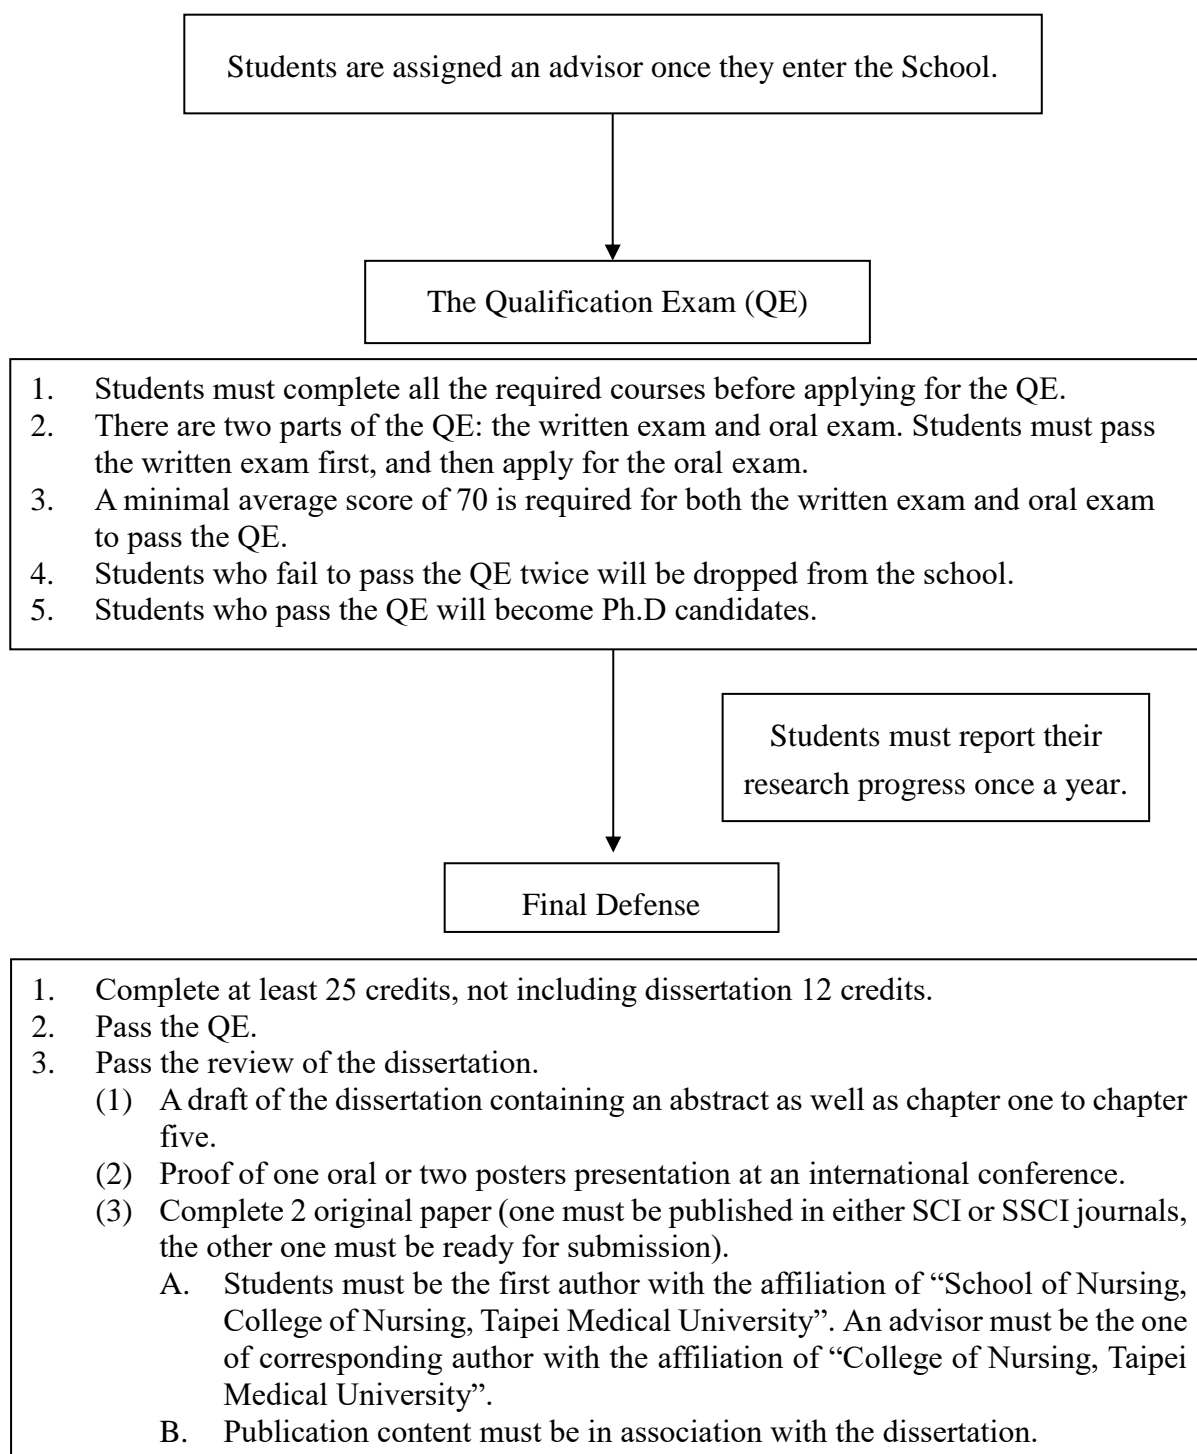 Students are assigned an advisor once they enter the School.
The Qualification Exam (QE)
1. Students must complete all the required courses before applying for the QE.
2. There are two parts of the QE: the written exam and oral exam. Students must pass
the written exam first, and then apply for the oral exam.
3. A minimal average score of 70 is required for both the written exam and oral exam
to pass the QE.
4. Students who fail to pass the QE twice will be dropped from the school.
5. Students who pass the QE will become Ph.D candidates.
Students must report their
research progress once a year.
Final Defense
1. Complete at least 25 credits, not including dissertation 12 credits.
2. Pass the QE.
3. Pass the review of the dissertation.
(1) A draft of the dissertation containing an abstract as well as chapter one to chapter
five.
(2) Proof of one oral or two posters presentation at an international conference.
(3) Complete 2 original paper (one must be published in either SCI or SSCI journals,
the other one must be ready for submission).
A. Students must be the first author with the affiliation of “School of Nursing,
College of Nursing, Taipei Medical University”. An advisor must be the one
of corresponding author with the affiliation of “College of Nursing, Taipei
Medical University”.
B. Publication content must be in association with the dissertation.